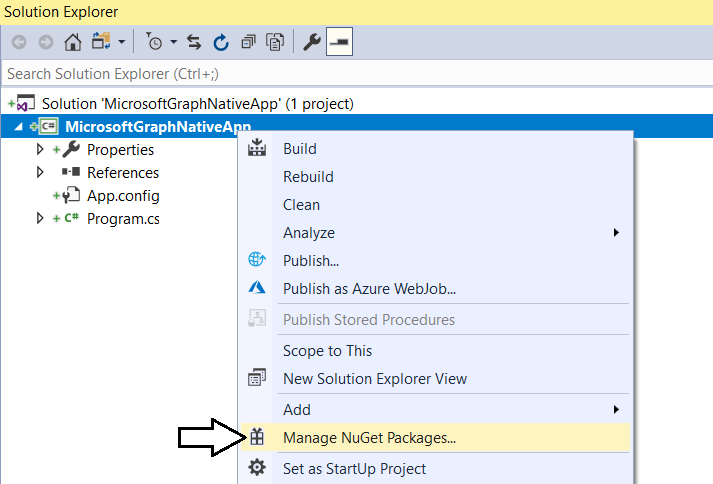 Solution Explorer
Search Solution Explorer (Ctrl+;)
Solution 'MicrosoftGraphNativeApp' (1 project)
C# MicrosoftGraphNativeApp
Properties
References
App.config
C# Program.cs
Build
Rebuild
Clean
Analyze
Publish...
Publish as Azure WebJob...
Publish Stored Procedures
Scope to This
New Solution Explorer View
Add
Manage NuGet Packages...
Set as StartUp Project